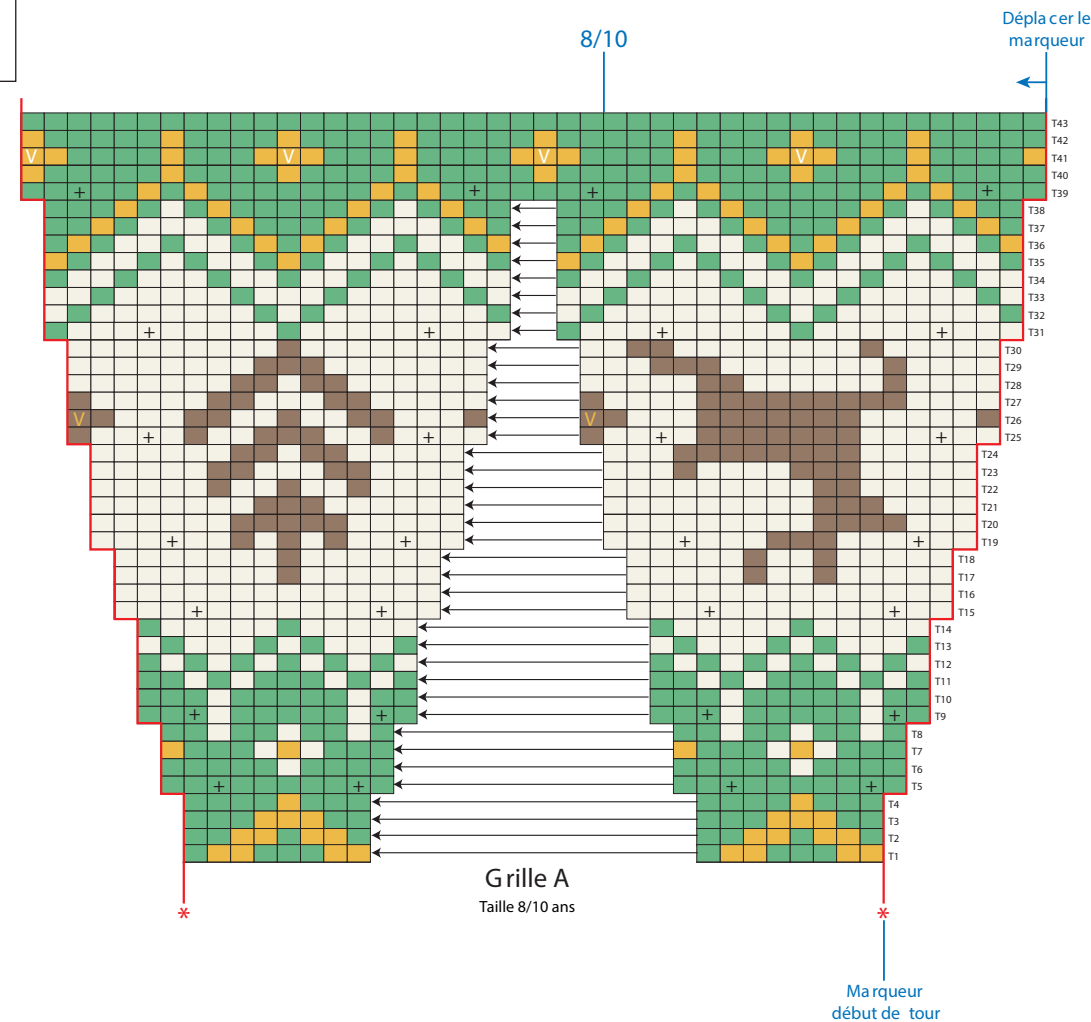 Déplacer le
marqueur
8/10
T43
T42
V V V V T41
T40
+ + + + T39
T38
T37
T36
T35
T34
T33
T32
+ + + + T31
T30
T29
T28
T27
V V T26
+ + + + T25
T24
T23
T22
T21
T20
+ + + + T19
T18
T17
T16
+ + + + T15
T14
T13
T12
T11
T10
+ + + + T9
T8
T7
T6
+ + + + T5
T4
T3
T2
T1
Grille A
Taille 8/10 ans
* *
Marqueur
début de tour